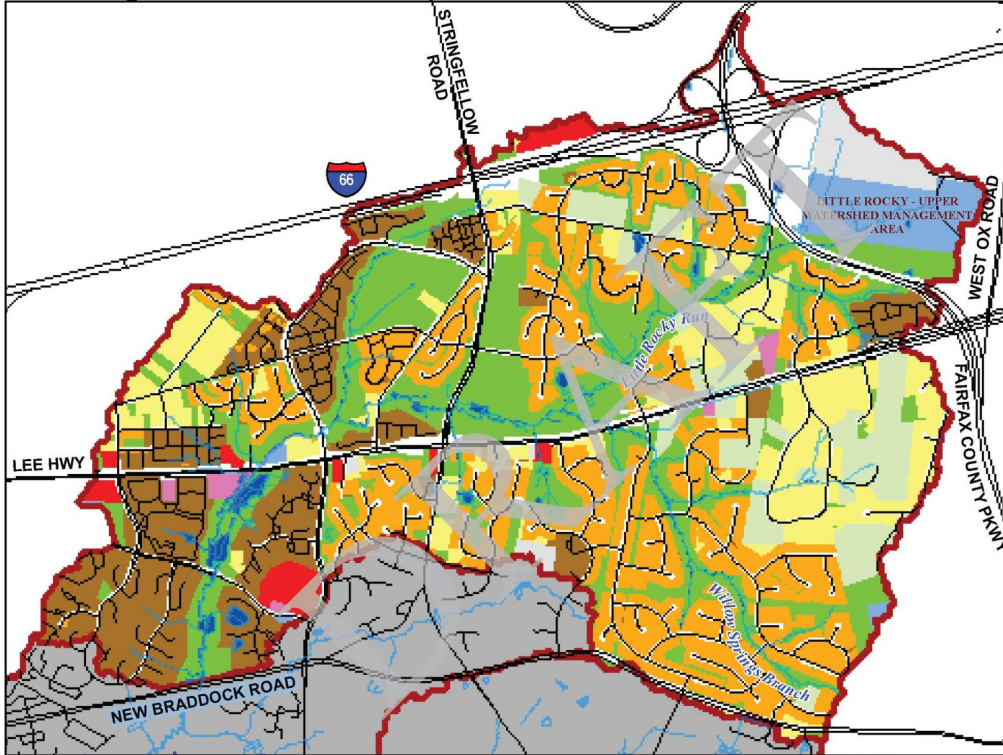 STRINGFELLOW
ROAD
66
LITTLE ROCKY - UPPER
WATERSHED MANAGEMENT
AREA
WEST OX ROAD
Little Rocky Run
LEE HWY
FAIRFAX COUNTY PKWY
Willow Springs Branch
NEW BRADDOCK ROAD
DRAFT